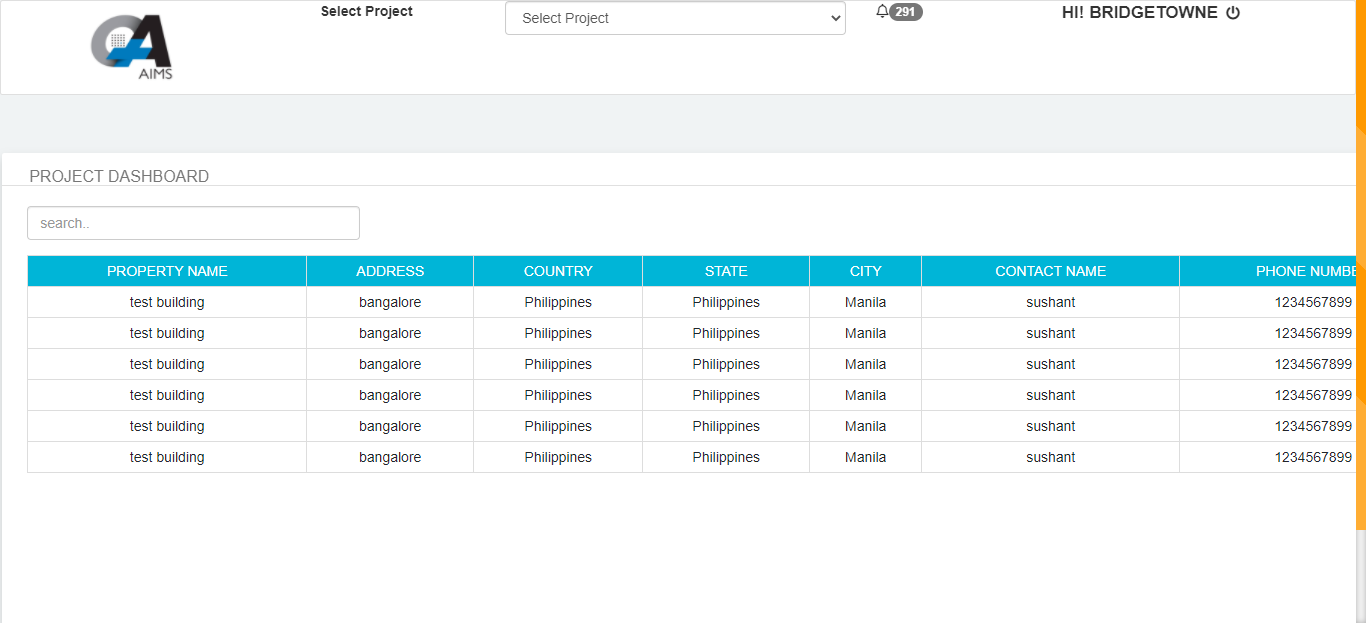 Select Project Select Project 291 HI! BRIDGETOWNE
AIMS
PROJECT DASHBOARD
search..
PROPERTY NAME ADDRESS COUNTRY STATE CITY CONTACT NAME PHONE NUMBE
test building bangalore Philippines Philippines Manila sushant 1234567899
test building bangalore Philippines Philippines Manila sushant 1234567899
test building bangalore Philippines Philippines Manila sushant 1234567899
test building bangalore Philippines Philippines Manila sushant 1234567899
test building bangalore Philippines Philippines Manila sushant 1234567899
test building bangalore Philippines Philippines Manila sushant 1234567899